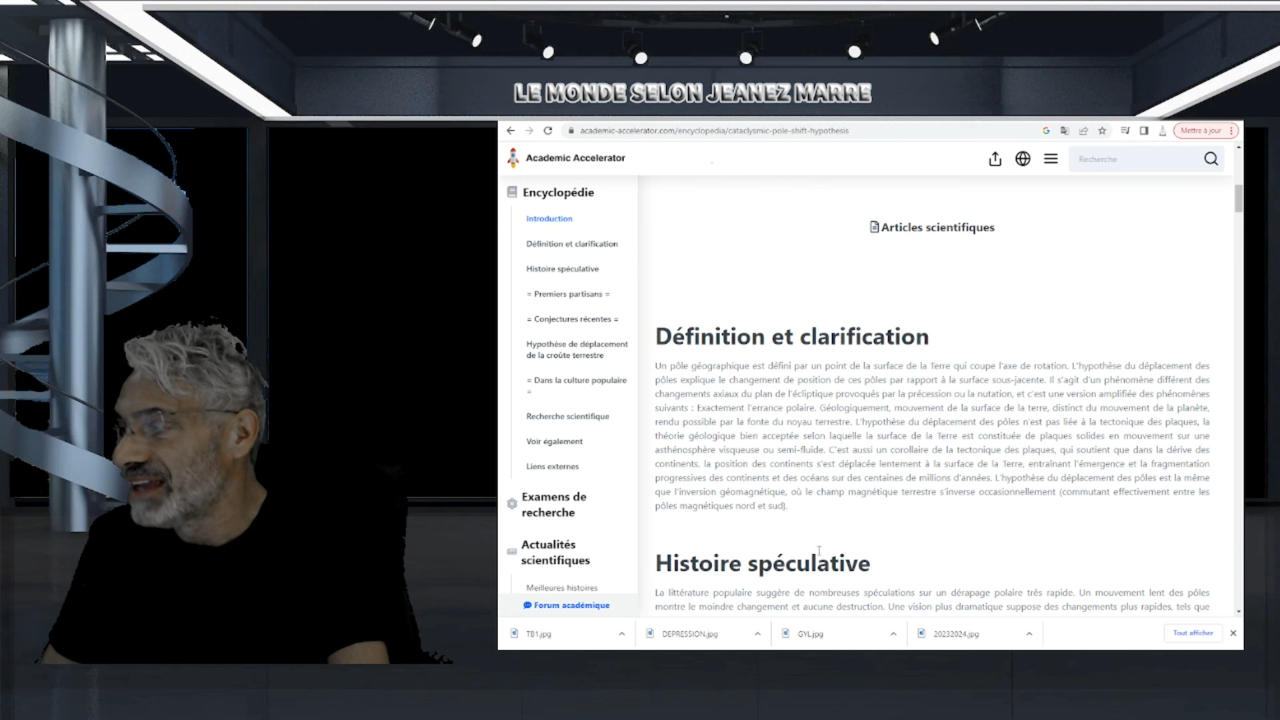 LE MONDE SELON JEANEZ MARRE
academic-accelerator.com/encyclopedia/cataclysmic-pole-shift-hypothesis
Mettre à jour
Academic Accelerator
Recherche
Encyclopédie
Introduction
Définition et clarification
Histoire spéculative
= Premiers partisans =
= Conjectures récentes =
Hypothèse de déplacement
de la croûte terrestre
= Dans la culture populaire
=
Recherche scientifique
Voir également
Liens externes
Examens de
recherche
Actualités
scientifiques
Meilleures histoires
Forum académique
Articles scientifiques
Définition et clarification
Un pôle géographique est défini par un point de la surface de la Terre qui coupe l'axe de rotation. L'hypothèse du déplacement des
pôles explique le changement de position de ces pôles par rapport à la surface sous-jacente. Il s'agit d'un phénomène différent des
changements axiaux du plan de l'écliptique provoqués par la précession ou la nutation, et c'est une version amplifiée des phénomènes
suivants : Exactement l'errance polaire. Géologiquement, mouvement de la surface de la terre, distinct du mouvement de la planète,
rendu possible par la fonte du noyau terrestre. L'hypothèse du déplacement des pôles n'est pas liée à la tectonique des plaques, la
théorie géologique bien acceptée selon laquelle la surface de la Terre est constituée de plaques solides en mouvement sur une
asthénosphère visqueuse ou semi-fluide. C'est aussi un corollaire de la tectonique des plaques, qui soutient que dans la dérive des
continents, la position des continents s'est déplacée lentement à la surface de la Terre, entraînant l'émergence et la fragmentation
progressives des continents et des océans sur des centaines de millions d'années. L'hypothèse du déplacement des pôles est la même
que l'inversion géomagnétique, où le champ magnétique terrestre s'inverse occasionnellement (commutant effectivement entre les
pôles magnétiques nord et sud).
Histoire spéculative
La littérature populaire suggère de nombreuses spéculations sur un dérapage polaire très rapide. Un mouvement lent des pôles
montre le moindre changement et aucune destruction. Une vision plus dramatique suppose des changements plus rapides, tels que
TB1.jpg
DEPRESSION.jpg
GYL.jpg
20232024.jpg
Tout afficher